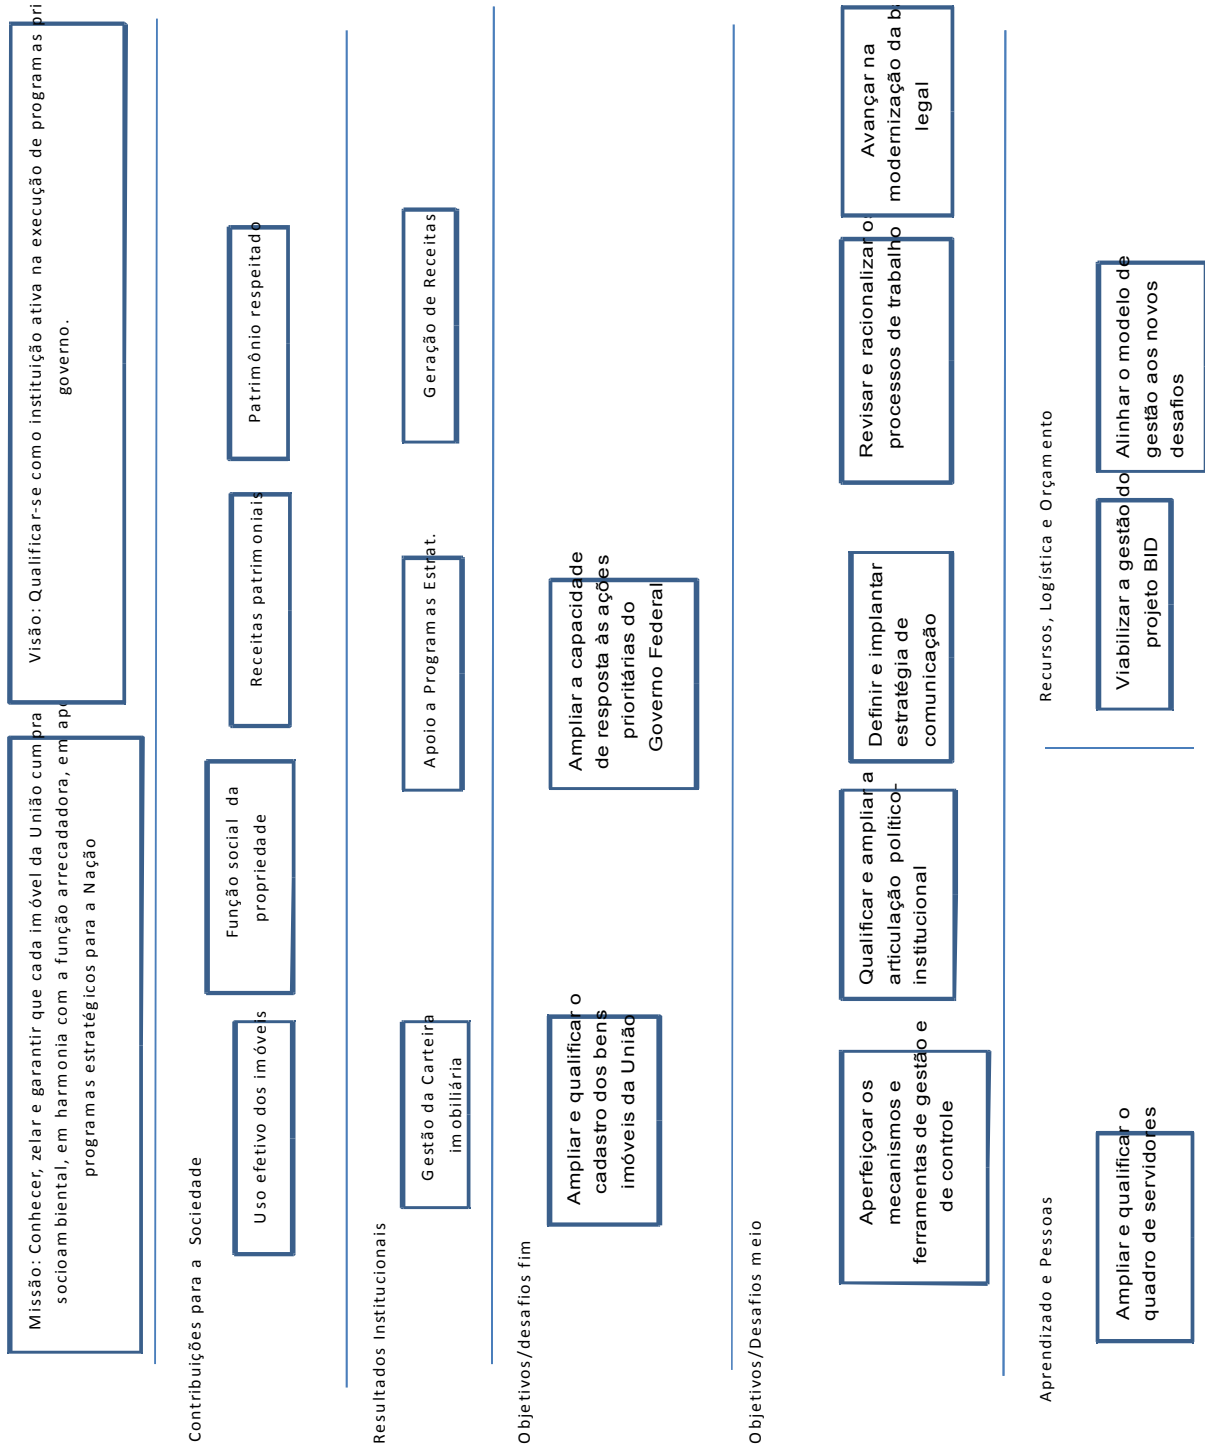 Missão: Conhecer, zelar e garantir que cada imóvel da União cumpra
socioambiental, em harmonia com a função arrecadadora, em apo
programas estratégicos para a Nação
Visão: Qualificar-se como instituição ativa na execução de programas pri
governo.
Contribuições para a Sociedade
Uso efetivo dos imóveis
Função social da
propriedade
Receitas patrimoniais
Patrimônio respeitado
Resultados Institucionais
Gestão da Carteira
imobiliária
Apoio a Programas Estrat.
Geração de Receitas
Objetivos/desafios fim
Ampliar e qualificar o
cadastro dos bens
imóveis da União
Ampliar a capacidade
de resposta às ações
prioritárias do
Governo Federal
Objetivos/Desafios meio
Aperfeiçoar os
mecanismos e
ferramentas de gestão e
de controle
Qualificar e ampliar a
articulação político-
institucional
Definir e implantar
estratégia de
comunicação
Revisar e racionalizar os
processos de trabalho
Avançar na
modernização da b
legal
Aprendizado e Pessoas
Ampliar e qualificar o
quadro de servidores
Recursos, Logística e Orçamento
Viabilizar a gestão do
projeto BID
Alinhar o modelo de
gestão aos novos
desafios